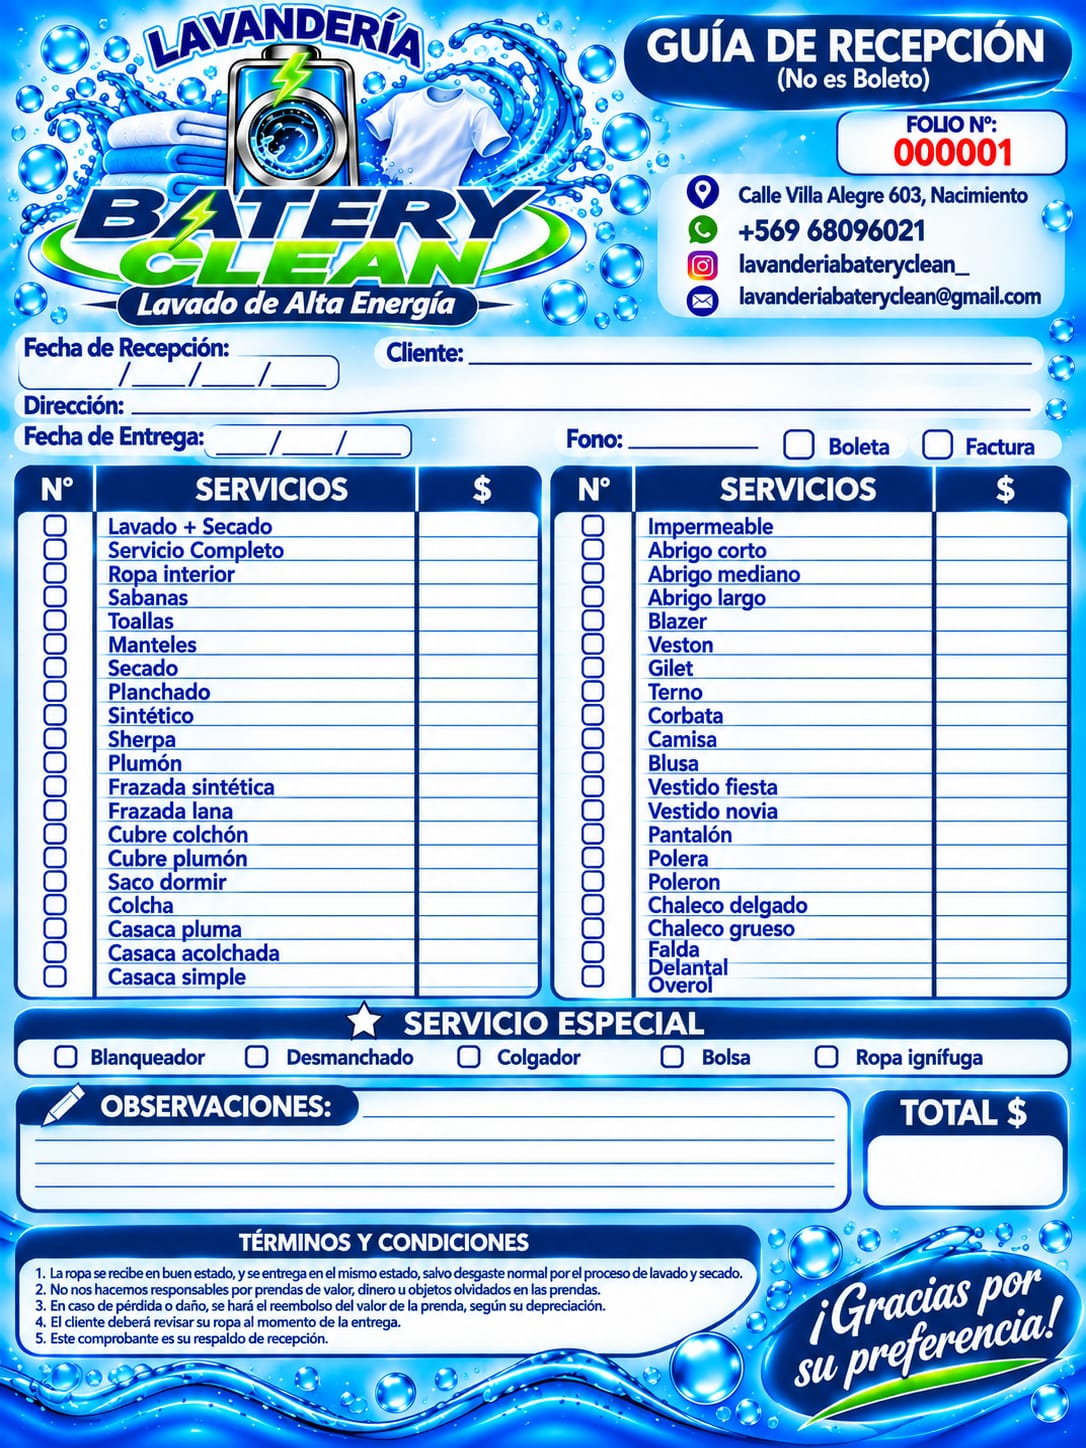 LAVANDERÍA
BATERY
CLEAN
Lavado de Alta Energía
GUÍA DE RECEPCIÓN
(No es Boleto)
FOLIO Nº:
000001
Calle Villa Alegre 603, Nacimiento
+569 68096021
lavanderiabateryclean_
lavanderiabateryclean@gmail.com
Fecha de Recepción:
____/____/____/____
Cliente:
Dirección:
Fecha de Entrega: ____/____/____
Fono:
Boleta
Factura
Nº SERVICIOS $
Lavado + Secado
Servicio Completo
Ropa interior
Sabanas
Toallas
Manteles
Secado
Planchado
Sintético
Sherpa
Plumón
Frazada sintética
Frazada lana
Cubre colchón
Cubre plumón
Saco dormir
Colcha
Casaca pluma
Casaca acolchada
Casaca simple
Nº SERVICIOS $
Impermeable
Abrigo corto
Abrigo mediano
Abrigo largo
Blazer
Veston
Gilet
Terno
Corbata
Camisa
Blusa
Vestido fiesta
Vestido novia
Pantalón
Polera
Poleron
Chaleco delgado
Chaleco grueso
Falda
Delantal
Overol
SERVICIO ESPECIAL
Blanqueador Desmanchado Colgador Bolsa Ropa ignífuga
OBSERVACIONES:
TOTAL $
TÉRMINOS Y CONDICIONES
1. La ropa se recibe en buen estado, y se entrega en el mismo estado, salvo desgaste normal por el proceso de lavado y secado.
2. No nos hacemos responsables por prendas de valor, dinero u objetos olvidados en las prendas.
3. En caso de pérdida o daño, se hará el reembolso del valor de la prenda, según su depreciación.
4. El cliente deberá revisar su ropa al momento de la entrega.
5. Este comprobante es su respaldo de recepción.
¡Gracias por
su preferencia!